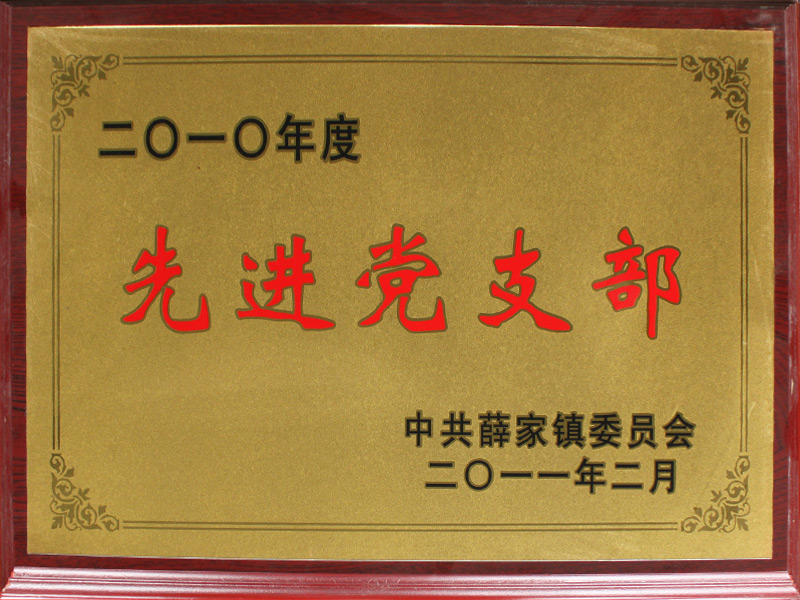 二〇一〇年度
先进党支部
中共薛家镇委员会
二〇一一年二月